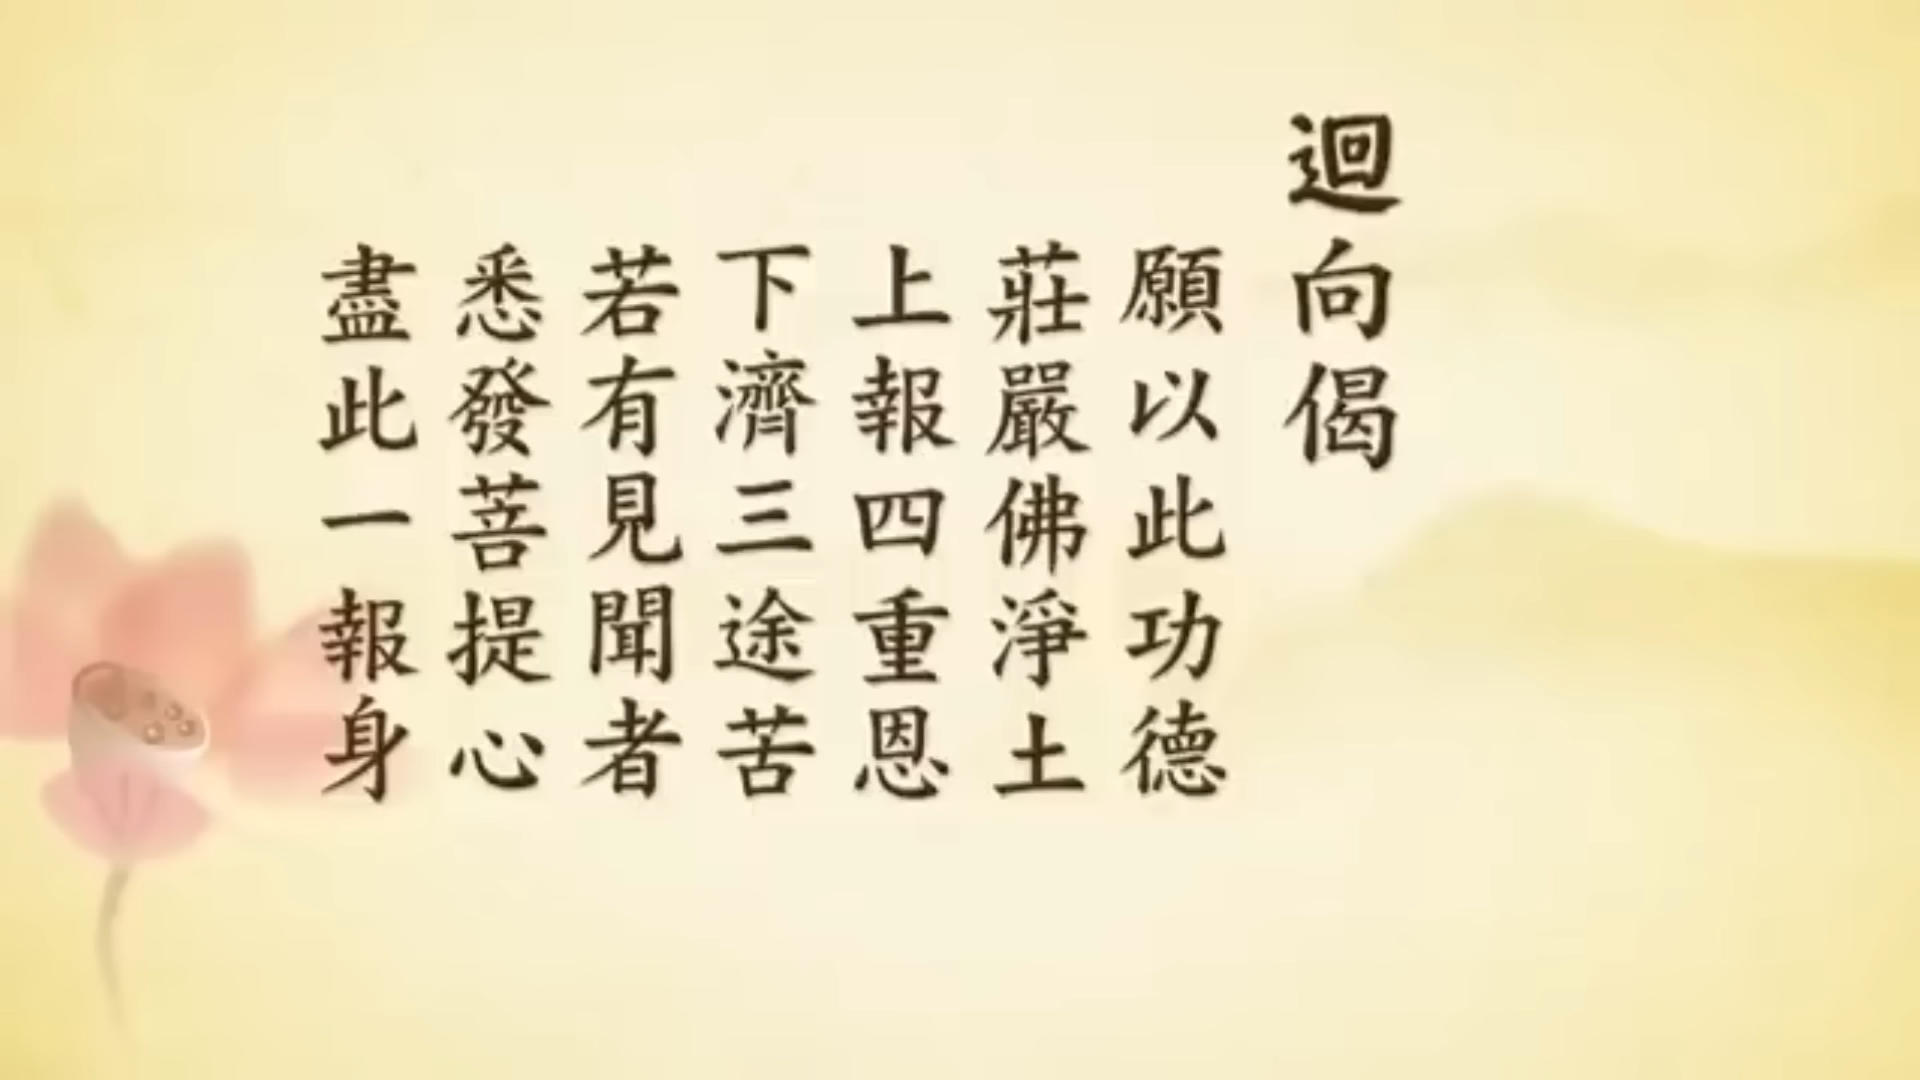 迴向偈
願以此功德
莊嚴佛淨土
上報四重恩
下濟三途苦
若有見聞者
悉發菩提心
盡此一報身